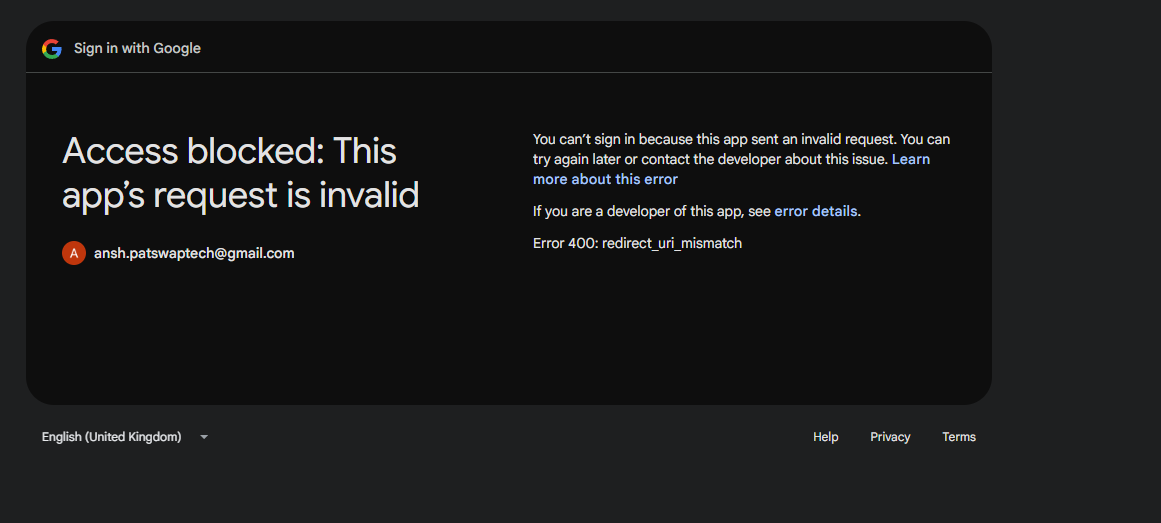 Sign in with Google
Access blocked: This
app’s request is invalid
A ansh.patswaptech@gmail.com
You can’t sign in because this app sent an invalid request. You can
try again later or contact the developer about this issue. Learn
more about this error
If you are a developer of this app, see error details.
Error 400: redirect_uri_mismatch
English (United Kingdom)
Help Privacy Terms